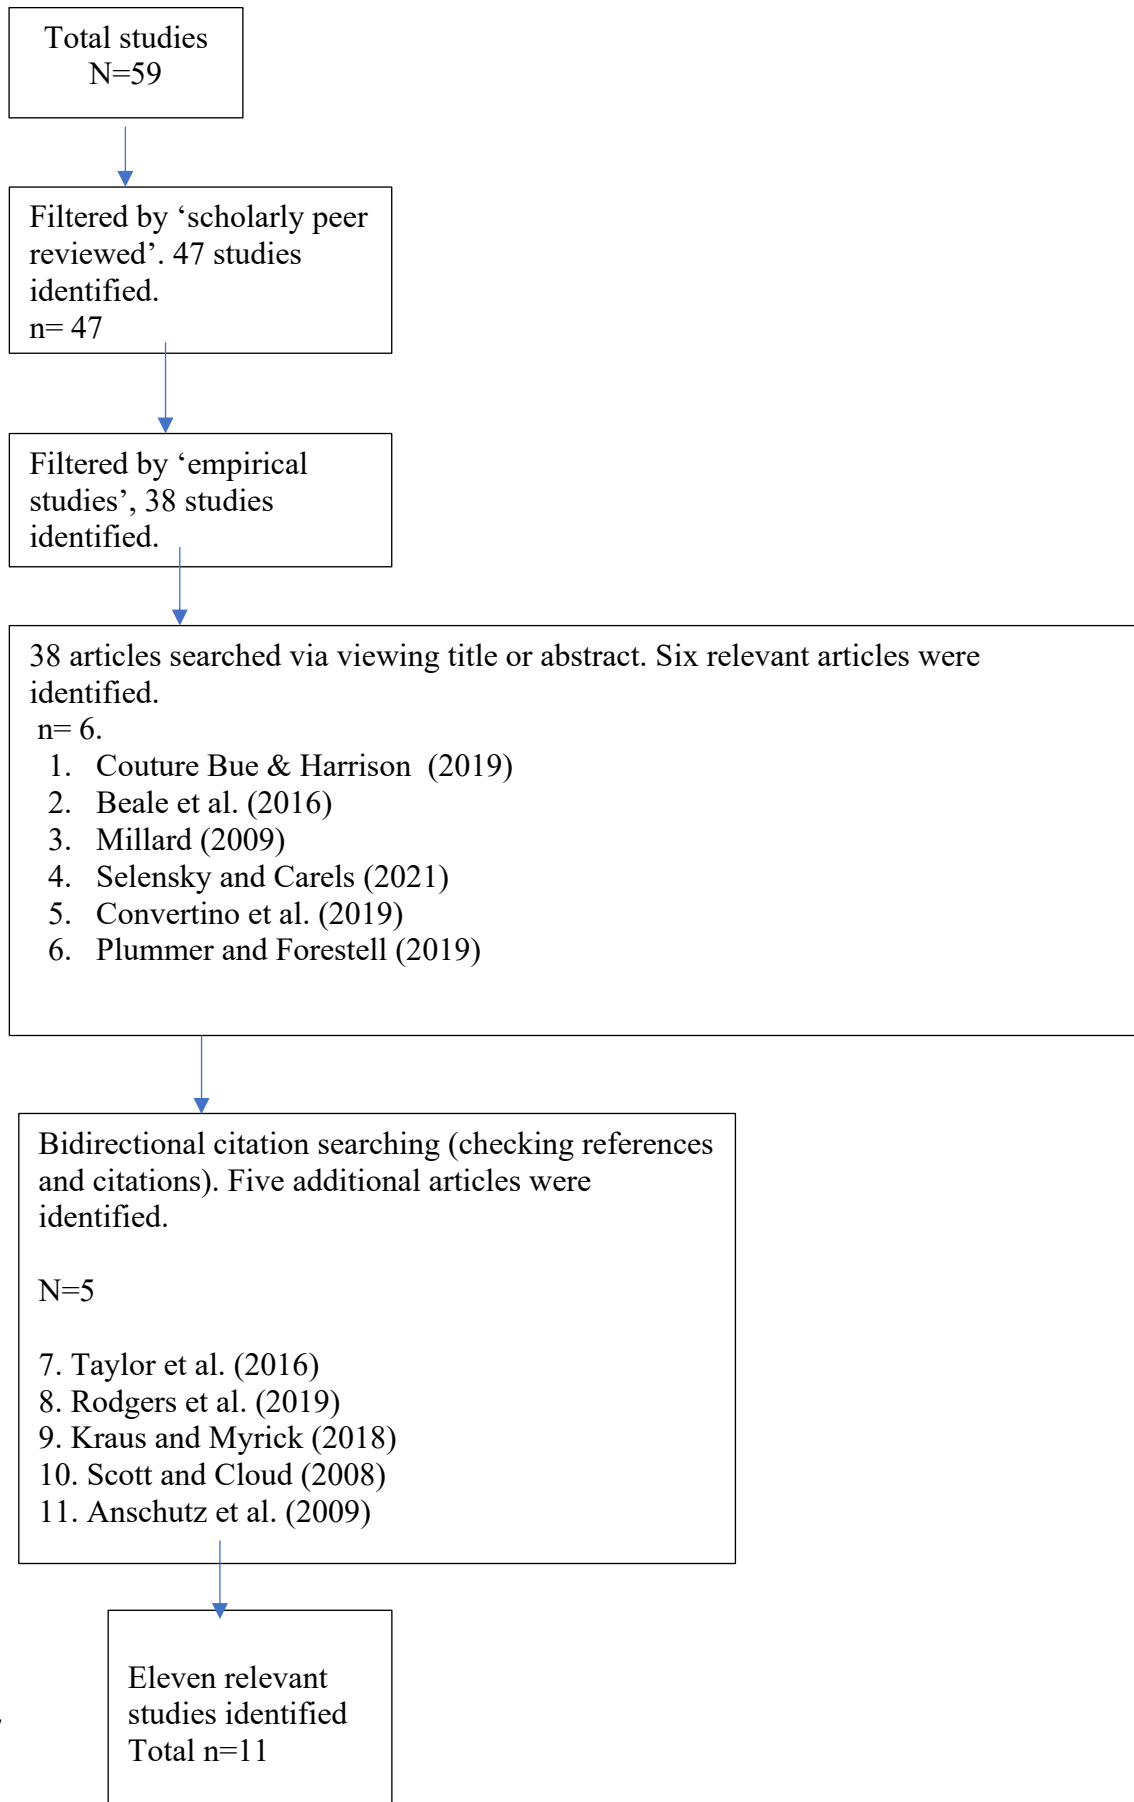 Total studies
N=59
Filtered by ‘scholarly peer
reviewed’. 47 studies
identified.
n= 47
Filtered by ‘empirical
studies’, 38 studies
identified.
38 articles searched via viewing title or abstract. Six relevant articles were
identified.
n= 6.
1. Couture Bue & Harrison  (2019)
2. Beale et al. (2016)
3. Millard (2009)
4. Selensky and Carels (2021)
5. Convertino et al. (2019)
6. Plummer and Forestell (2019)
Bidirectional citation searching (checking references
and citations). Five additional articles were
identified.
N=5
7. Taylor et al. (2016)
8. Rodgers et al. (2019)
9. Kraus and Myrick (2018)
10. Scott and Cloud (2008)
11. Anschutz et al. (2009)
Eleven relevant
studies identified
Total n=11